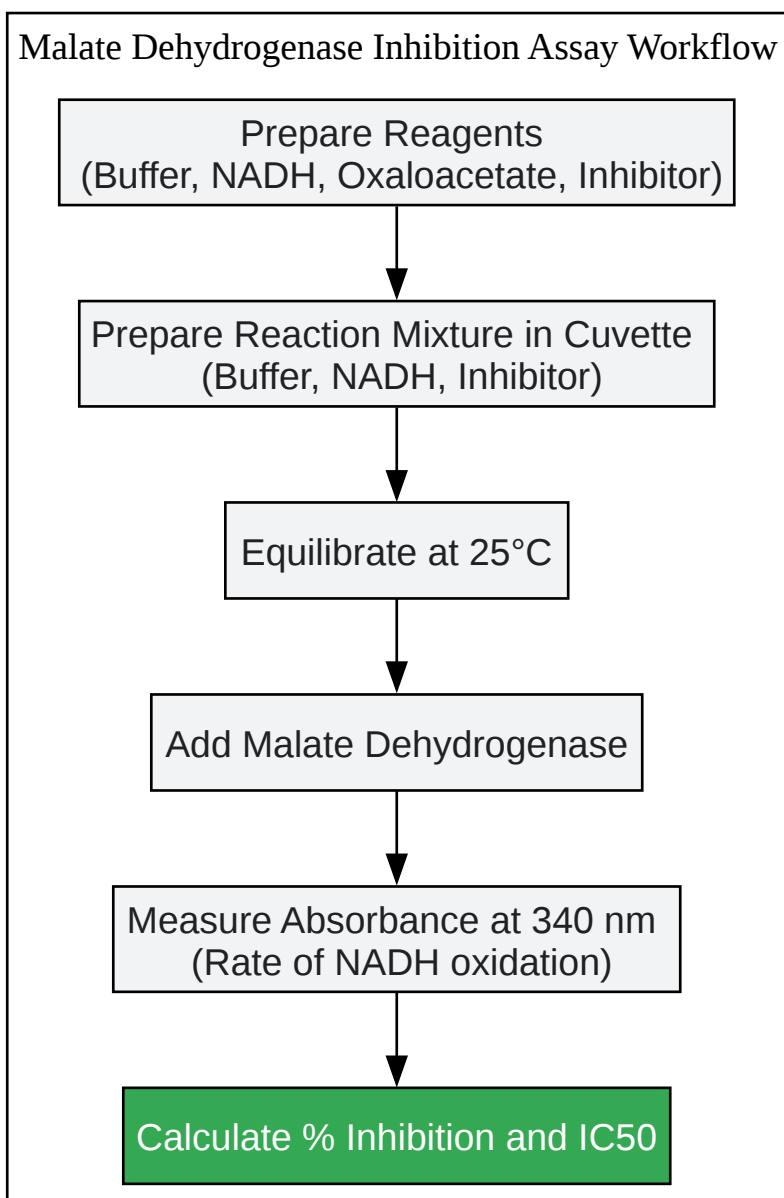 Malate Dehydrogenase Inhibition Assay Workflow
Prepare Reagents
(Buffer, NADH, Oxaloacetate, Inhibitor)
Prepare Reaction Mixture in Cuvette
(Buffer, NADH, Inhibitor)
Equilibrate at 25°C
Add Malate Dehydrogenase
Measure Absorbance at 340 nm
(Rate of NADH oxidation)
Calculate % Inhibition and IC50